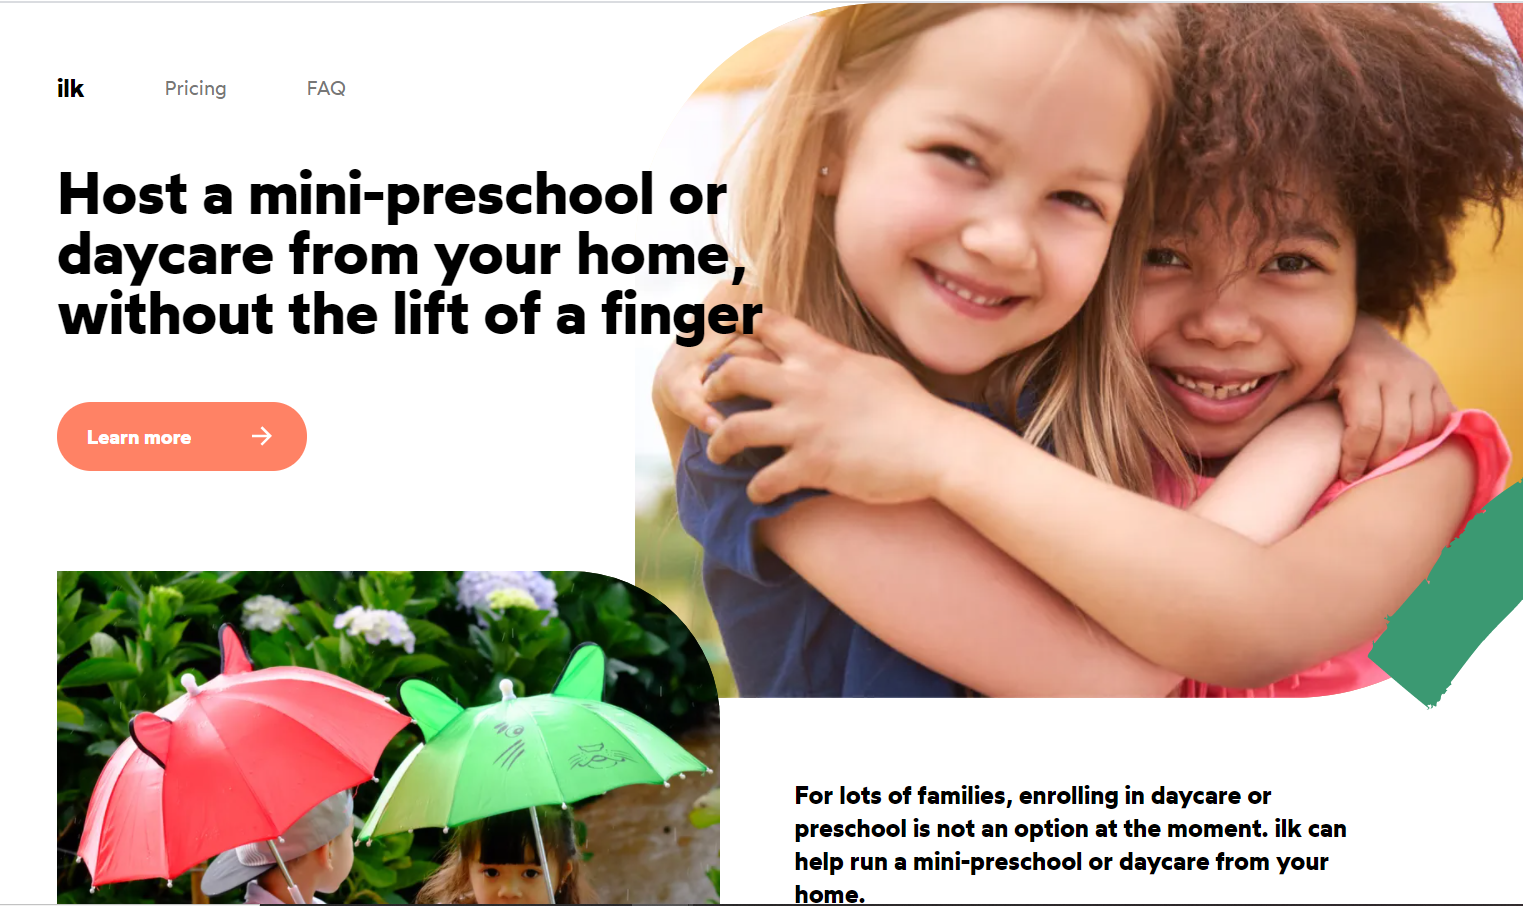 ilk
Pricing
FAQ
Host a mini-preschool or
daycare from your home,
without the lift of a finger
Learn more
For lots of families, enrolling in daycare or
preschool is not an option at the moment. ilk can
help run a mini-preschool or daycare from your
home.